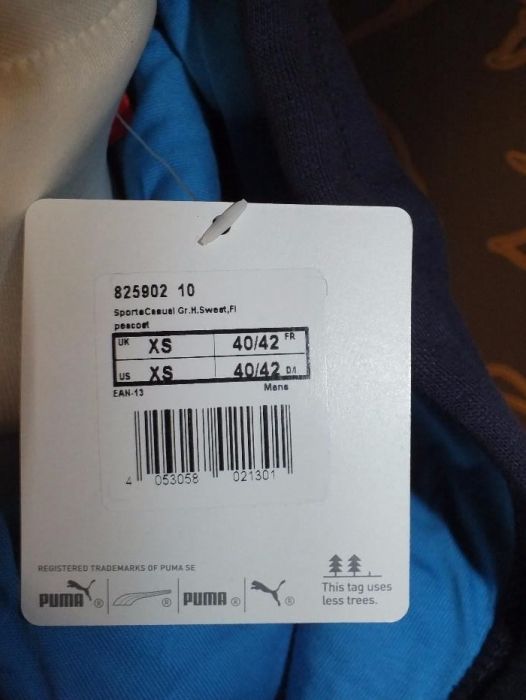 825902 10
SportsCasual Gr.H.Sweat,Fl
peacoat
UK XS 40/42 FR
US XS 40/42 D/I
EAN-13 Mens
4 053058 021301
REGISTERED TRADEMARKS OF PUMA SE
PUMA ® ® PUMA ® ®
This tag uses
less trees.